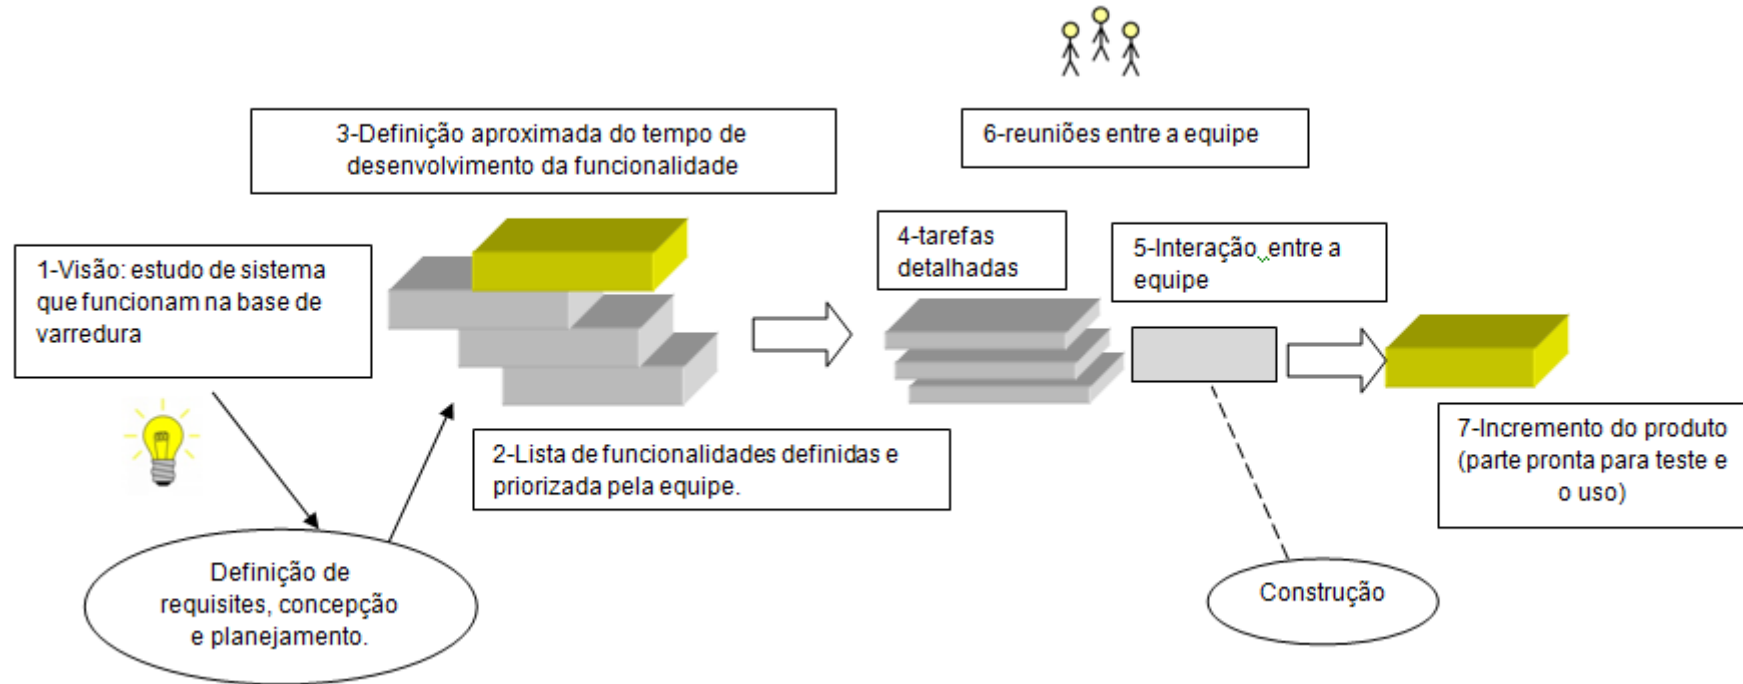 1-Visão: estudo de sistema
que funcionam na base de
varredura
Definição de
requisites, concepção
e planejamento.
2-Lista de funcionalidades definidas e
priorizada pela equipe.
3-Definição aproximada do tempo de
desenvolvimento da funcionalidade
4-tarefas
detalhadas
5-Interação entre a
equipe
6-reuniões entre a equipe
7-Incremento do produto
(parte pronta para teste e
o uso)
Construção